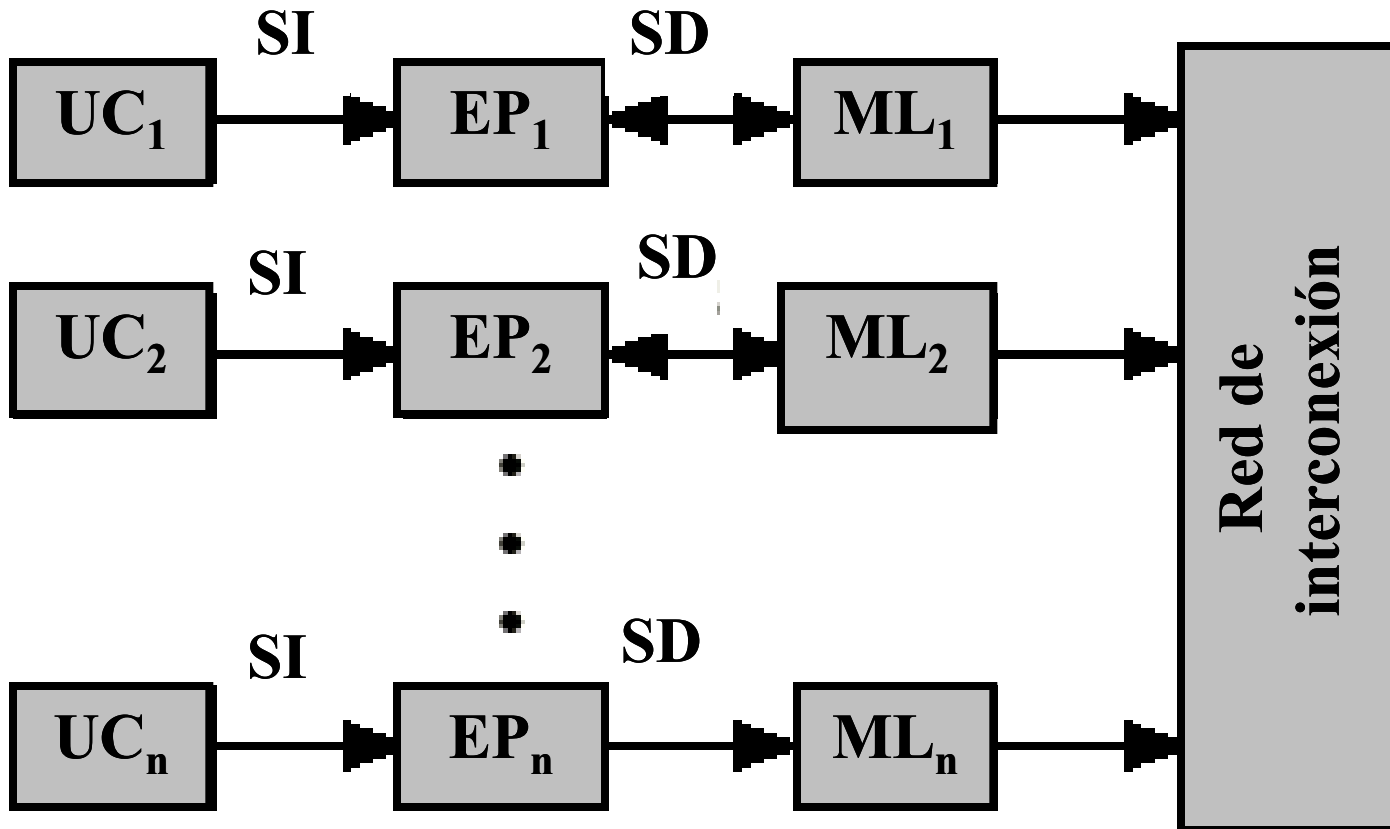 SI
SD
UC1
EP1
ML1
SI
SD
UC2
EP2
ML2
SI
SD
UCn
EPn
MLn
Red de
interconexión